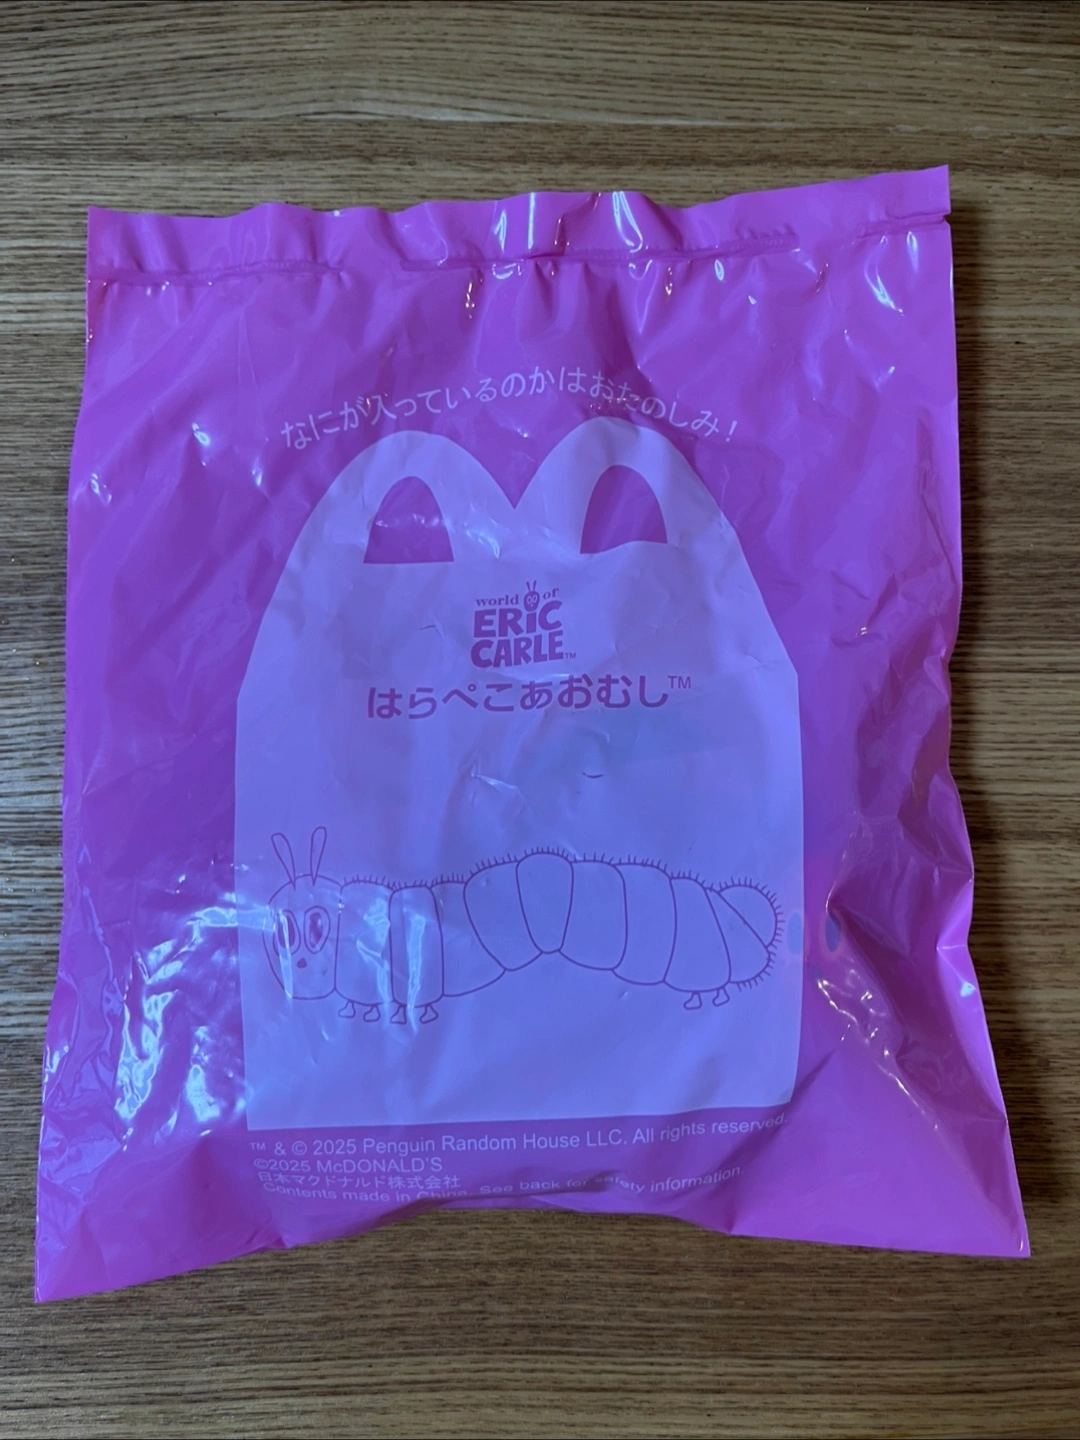 なにが入っているのかはおたのしみ!
world of
ERIC
CARLE™
はらぺこあおむし™
™ & © 2025 Penguin Random House LLC. All rights reserved.
©2025 McDONALD'S
日本マクドナルド株式会社
Contents made in China. See back for safety information.